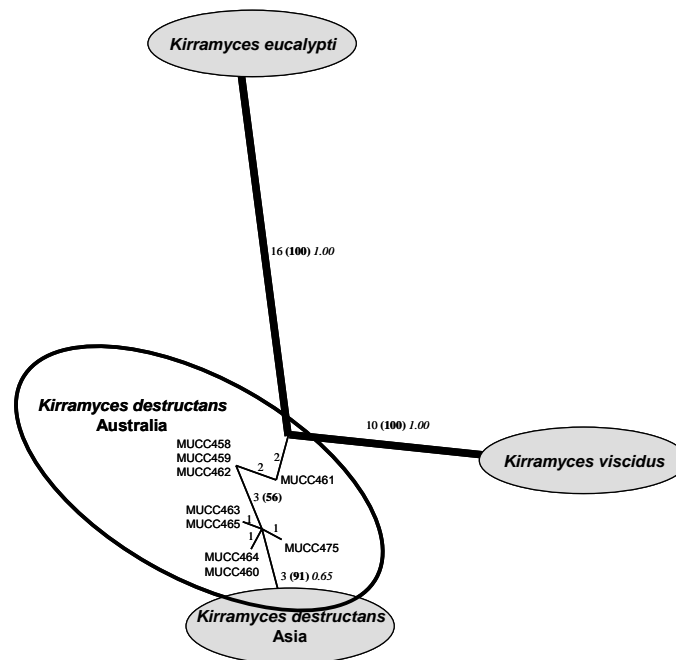 Kirramyces eucalypti
16 (100) 1.00
Kirramyces destructans
Australia
10 (100) 1.00
MUCC458
MUCC459
MUCC462
2
2
MUCC461
Kirramyces viscidus
3 (56)
MUCC463
MUCC465
1
1
1
MUCC475
MUCC464
MUCC460
3 (91) 0.65
Kirramyces destructans
Asia